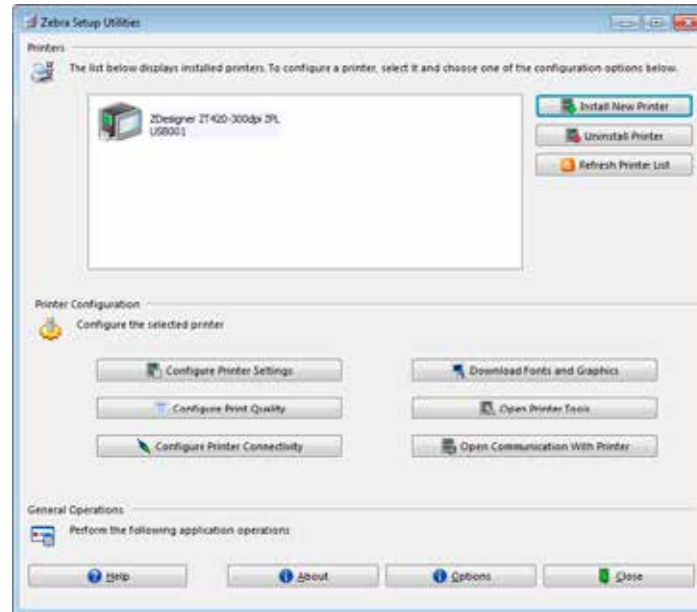 Zebra Setup Utilities
Printers
The list below displays installed printers. To configure a printer, select it and choose one of the configuration options below.
ZDesigner ZT420-300dpi ZPL
USB001
Install New Printer
Uninstall Printer
Refresh Printer List
Printer Configuration
Configure the selected printer
Configure Printer Settings
Download Fonts and Graphics
Configure Print Quality
Open Printer Tools
Configure Printer Connectivity
Open Communication With Printer
General Operations
Perform the following application operations
Help
About
Options
Close